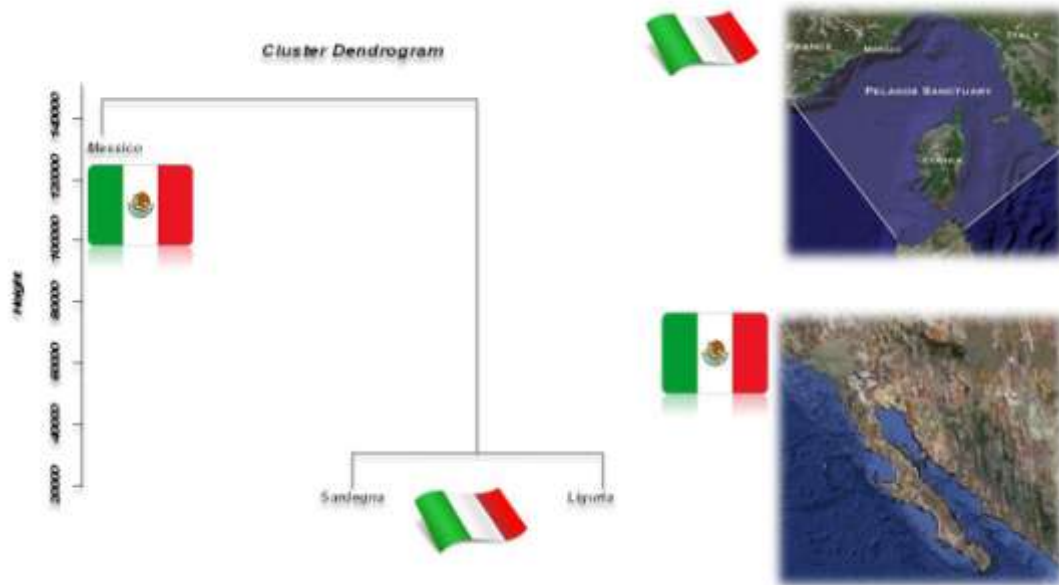 Cluster Dendrogram
Messico
Height
140000
120000
100000
80000
60000
40000
20000
Sardegna
Liguria
FRANCE
ITALY
PELAGOS SANCTUARY